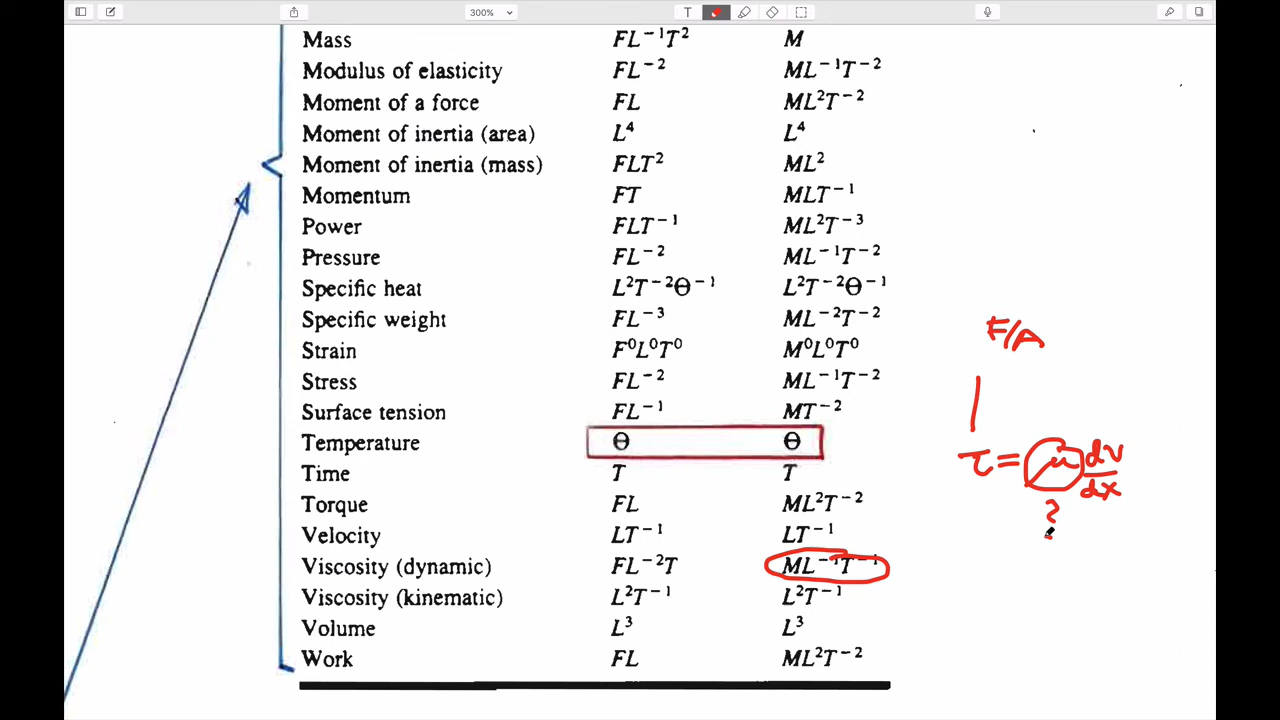 300%
T
Mass FL⁻¹T² M
Modulus of elasticity FL⁻² ML⁻¹T⁻²
Moment of a force FL ML²T⁻²
Moment of inertia (area) L⁴ L⁴
Moment of inertia (mass) FLT² ML²
Momentum FT MLT⁻¹
Power FLT⁻¹ ML²T⁻³
Pressure FL⁻² ML⁻¹T⁻²
Specific heat L²T⁻²Θ⁻¹ L²T⁻²Θ⁻¹
Specific weight FL⁻³ ML⁻²T⁻²
Strain F⁰L⁰T⁰ M⁰L⁰T⁰
Stress FL⁻² ML⁻¹T⁻²
Surface tension FL⁻¹ MT⁻²
Temperature Θ Θ
Time T T
Torque FL ML²T⁻²
Velocity LT⁻¹ LT⁻¹
Viscosity (dynamic) FL⁻²T ML⁻¹T⁻¹
Viscosity (kinematic) L²T⁻¹ L²T⁻¹
Volume L³ L³
Work FL ML²T⁻²
F/A
τ = μ dv/dx
?